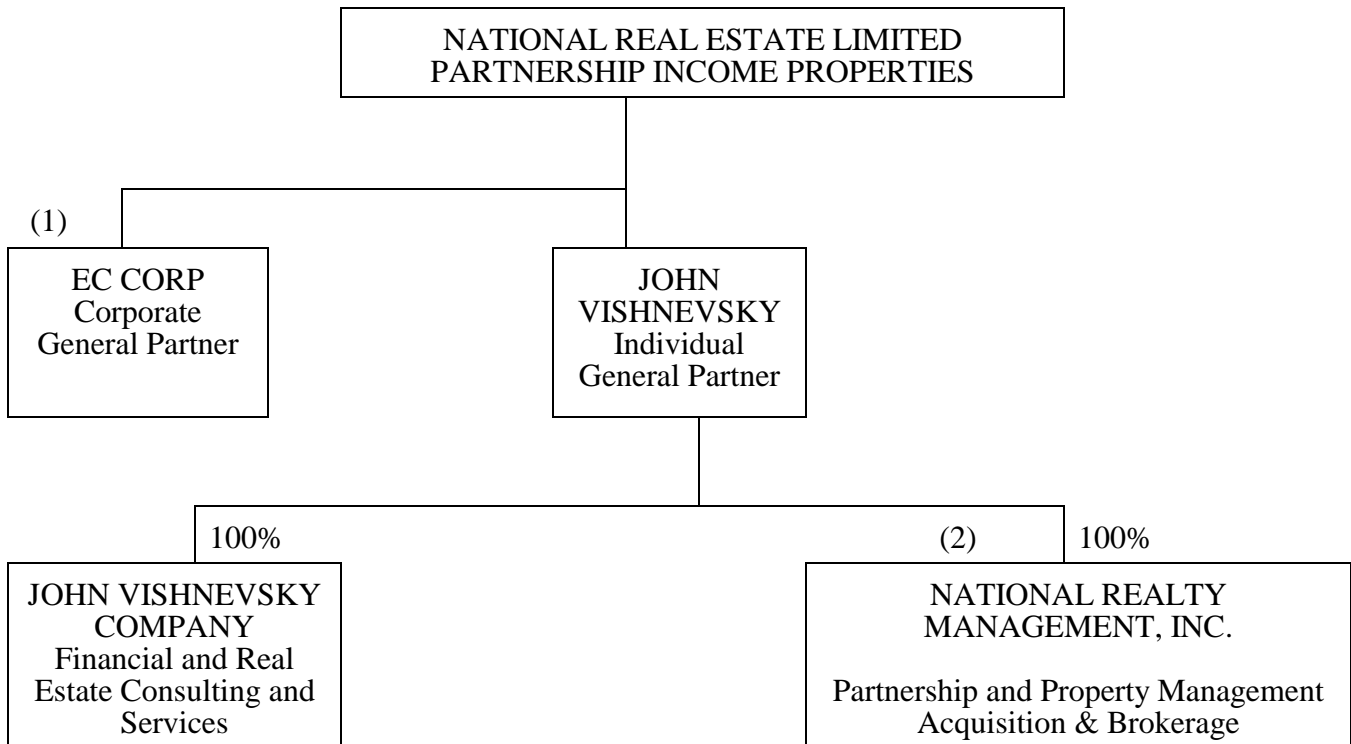 NATIONAL REAL ESTATE LIMITED
PARTNERSHIP INCOME PROPERTIES
(1)
EC CORP
Corporate
General Partner
JOHN
VISHNEVSKY
Individual
General Partner
100%
(2)
100%
JOHN VISHNEVSKY
COMPANY
Financial and Real
Estate Consulting and
Services
NATIONAL REALTY
MANAGEMENT, INC.
Partnership and Property Management
Acquisition & Brokerage